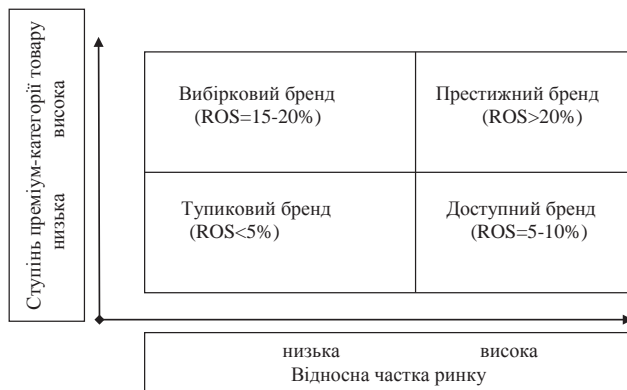 Ступінь преміум-категорії товару
низька висока
Вибірковий бренд
(ROS=15-20%)
Престижний бренд
(ROS>20%)
Тупиковий бренд
(ROS<5%)
Доступний бренд
(ROS=5-10%)
низька висока
Відносна частка ринку